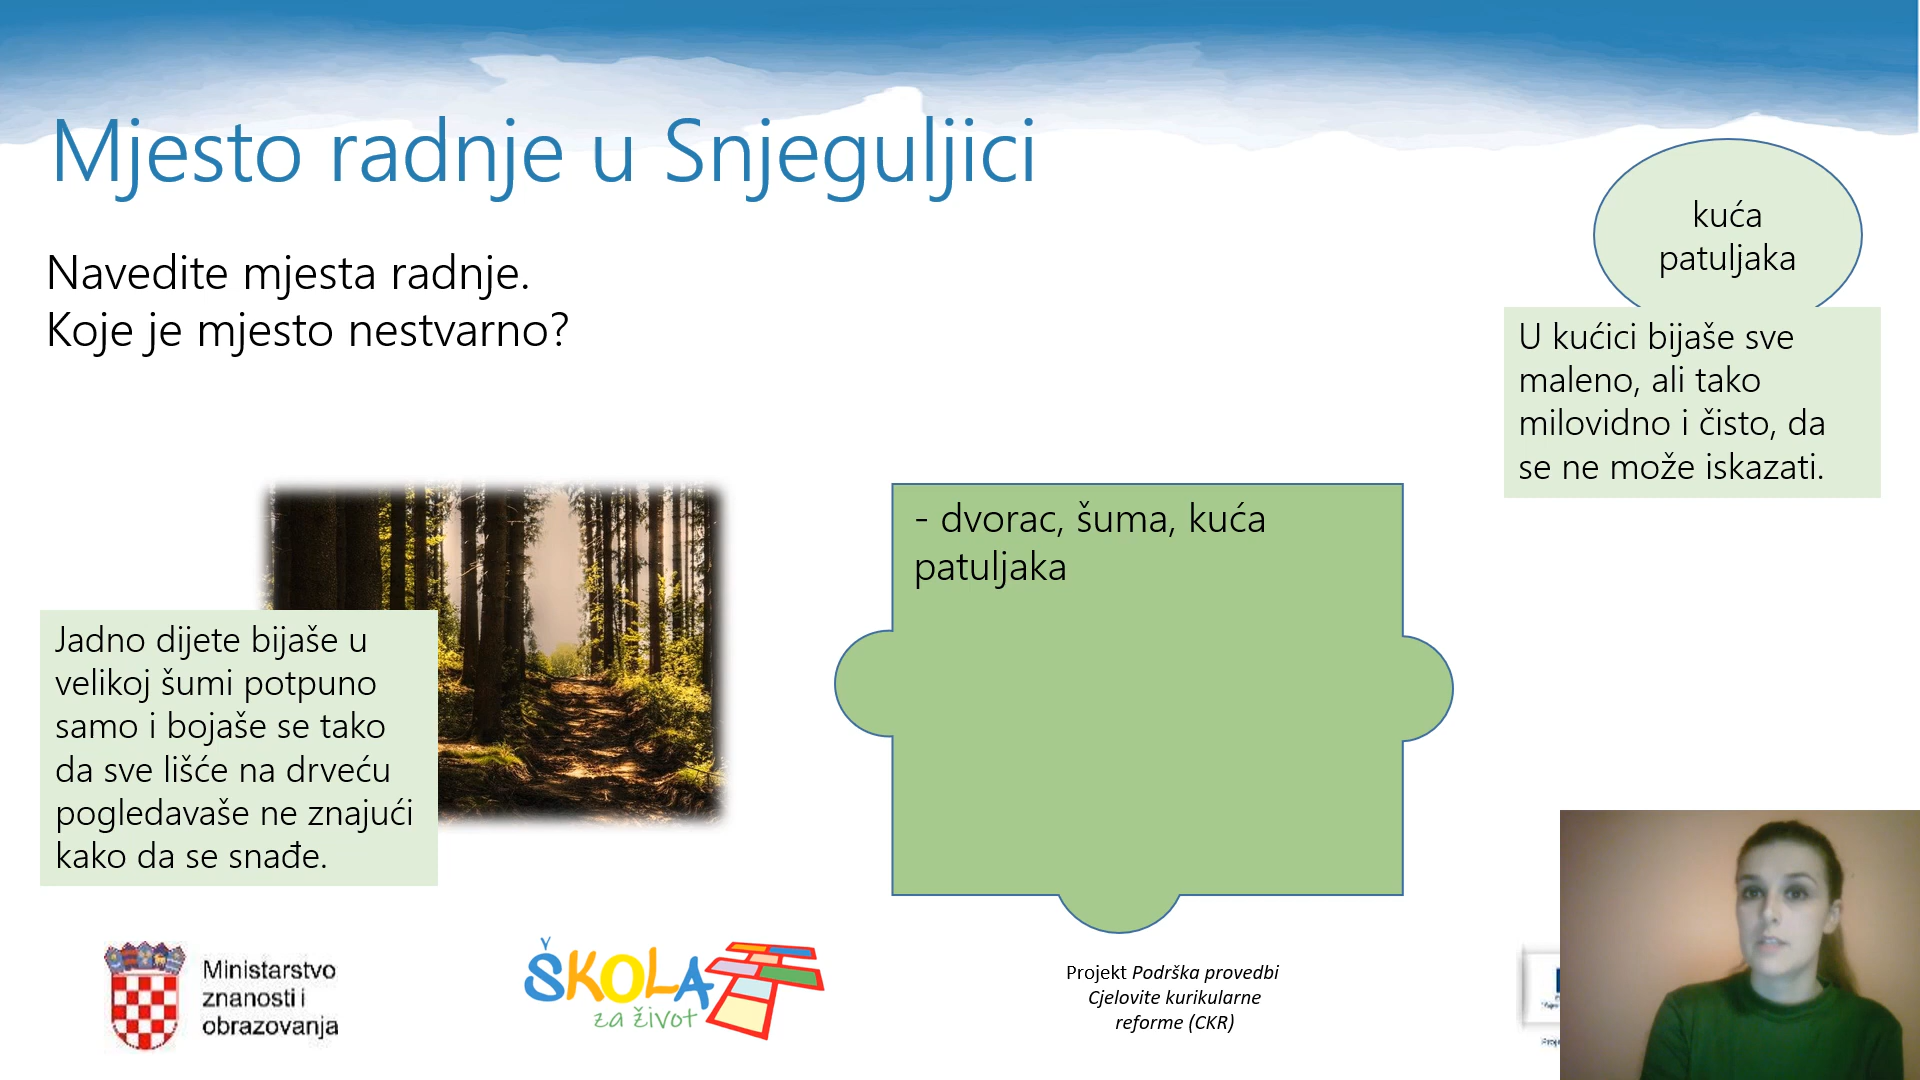 Mjesto radnje u Snjeguljici
Navedite mjesta radnje.
Koje je mjesto nestvarno?
kuća
patuljaka
U kućici bijaše sve
maleno, ali tako
milovidno i čisto, da
se ne može iskazati.
- dvorac, šuma, kuća
patuljaka
Jadno dijete bijaše u
velikoj šumi potpuno
samo i bojaše se tako
da sve lišće na drveću
pogledavaše ne znajući
kako da se snađe.
Ministarstvo
znanosti i
obrazovanja
ŠKOLA
za život
Projekt Podrška provedbi
Cjelovite kurikularne
reforme (CKR)